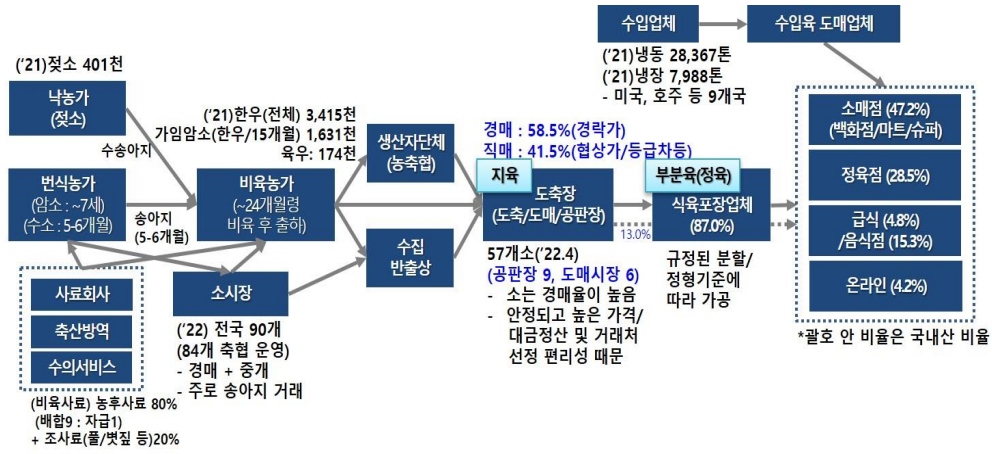 수입업체
수입육 도매업체
('21)냉동 28,367톤
('21)냉장 7,988톤
- 미국, 호주 등 9개국
('21)젖소 401천
낙농가
(젖소)
수송아지
('21)한우(전체) 3,415천
가임암소(한우/15개월) 1,631천
육우: 174천
생산자단체
(농축협)
경매 : 58.5%(경락가)
직매 : 41.5%(협상가/등급차등)
소매점 (47.2%)
(백화점/마트/슈퍼)
번식농가
(암소 : ~7세)
(수소 : 5-6개월)
송아지
(5-6개월)
비육농가
(~24개월령
비육 후 출하)
지육
도축장
(도축/도매/공판장)
부분육(정육)
식육포장업체
(87.0%)
13.0%
정육점 (28.5%)
급식 (4.8%)
/음식점 (15.3%)
온라인 (4.2%)
*괄호 안 비율은 국내산 비율
수집
반출상
57개소('22.4)
(공판장 9, 도매시장 6)
- 소는 경매율이 높음
- 안정되고 높은 가격/
대금정산 및 거래처
선정 편리성 때문
규정된 분할/
정형기준에
따라 가공
사료회사
축산방역
수의서비스
소시장
('22) 전국 90개
(84개 축협 운영)
- 경매 + 중개
- 주로 송아지 거래
(비육사료) 농후사료 80%
(배합9 : 자급1)
+ 조사료(풀/볏짚 등)20%